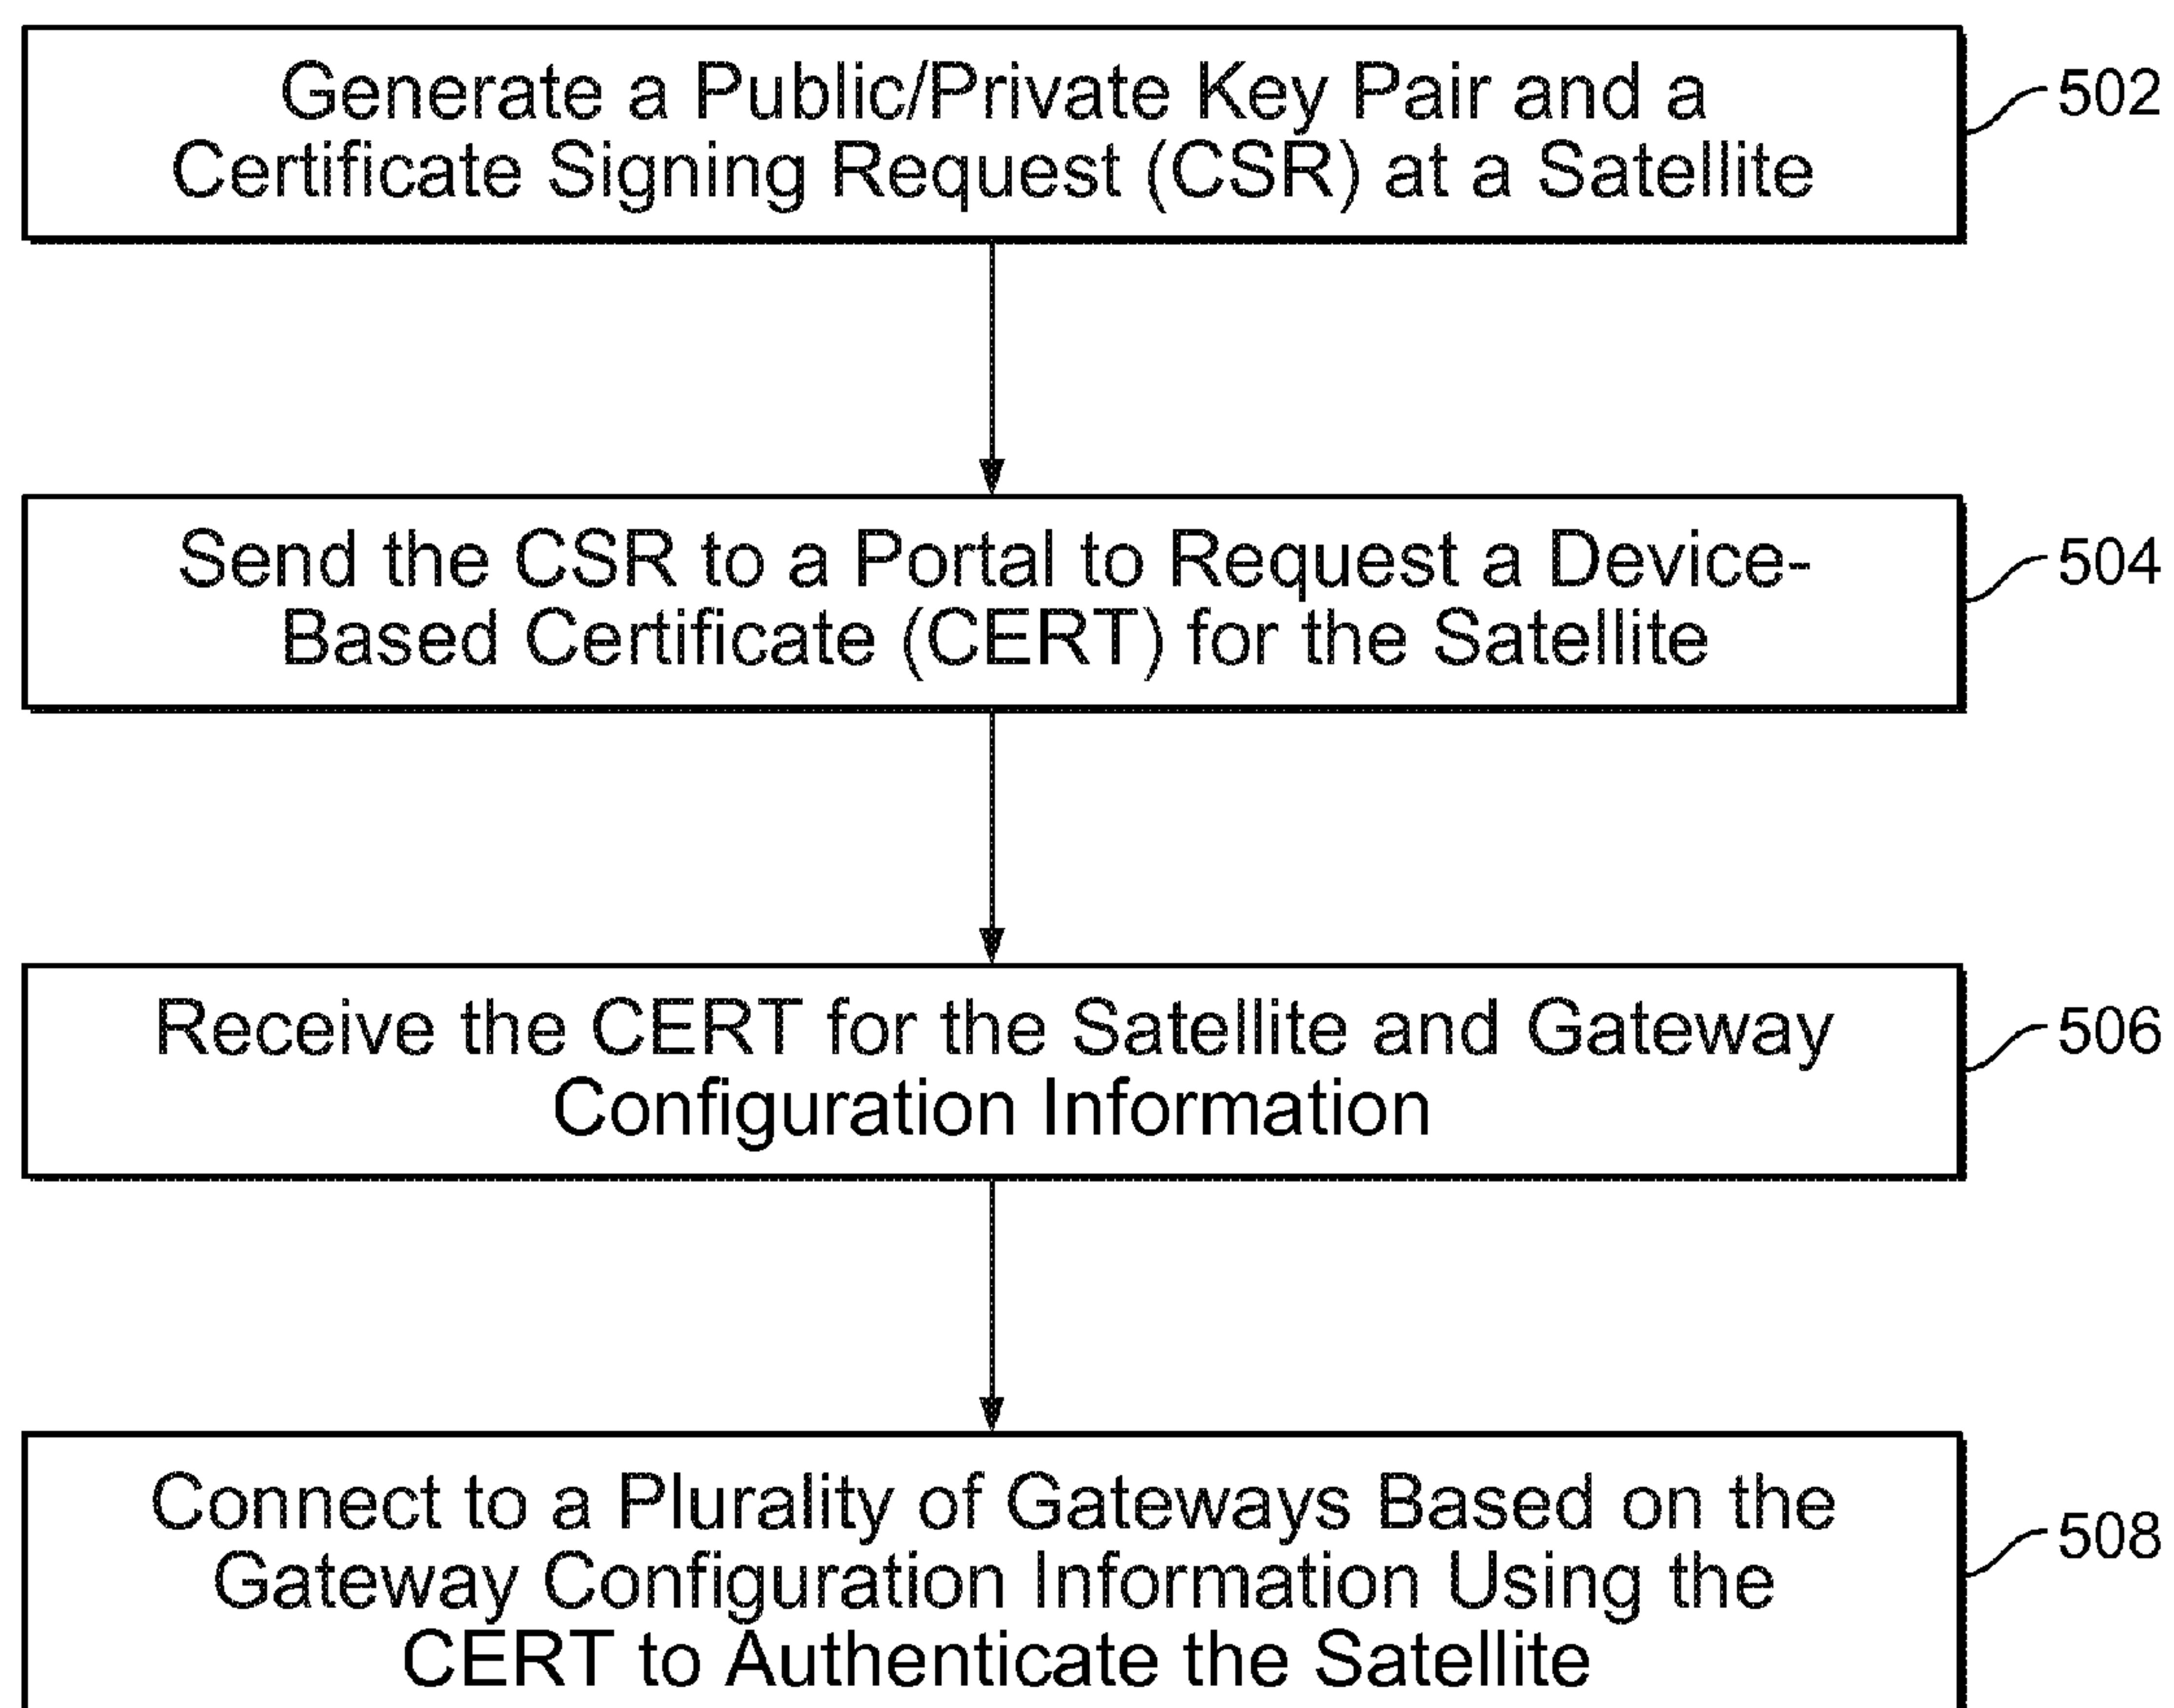 Generate a Public/Private Key Pair and a
Certificate Signing Request (CSR) at a Satellite
502
Send the CSR to a Portal to Request a Device-
Based Certificate (CERT) for the Satellite
504
Receive the CERT for the Satellite and Gateway
Configuration Information
506
Connect to a Plurality of Gateways Based on the
Gateway Configuration Information Using the
CERT to Authenticate the Satellite
508